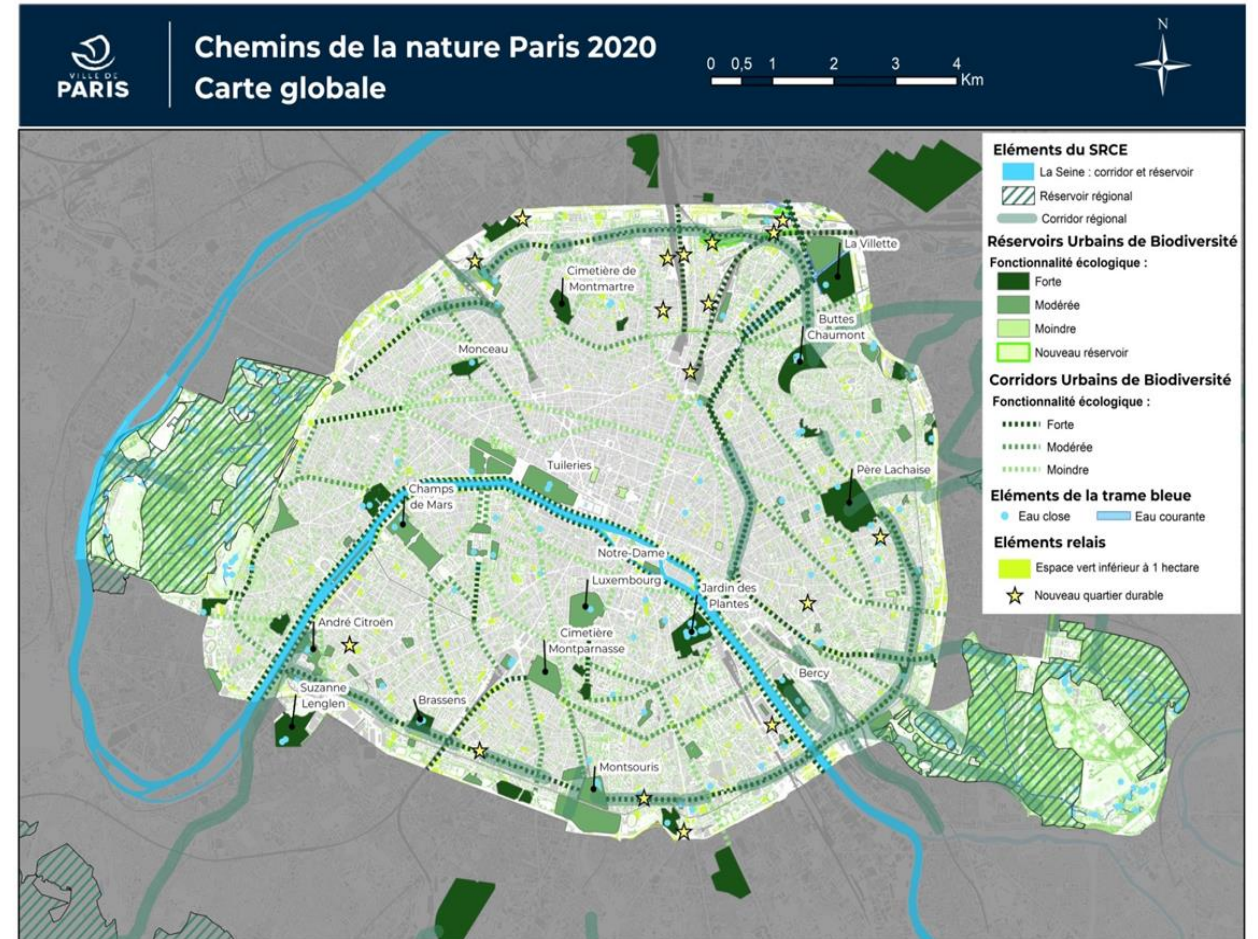 VILLE DE
PARIS
Chemins de la nature Paris 2020
Carte globale
0 0,5 1 2 3 4
Km
N
Eléments du SRCE
La Seine : corridor et réservoir
Réservoir régional
Corridor régional
Réservoirs Urbains de Biodiversité
Fonctionnalité écologique :
Forte
Modérée
Moindre
Nouveau réservoir
Corridors Urbains de Biodiversité
Fonctionnalité écologique :
Forte
Modérée
Moindre
Eléments de la trame bleue
Eau close Eau courante
Eléments relais
Espace vert inférieur à 1 hectare
Nouveau quartier durable
La Villette
Cimetière de
Montmartre
Buttes
Chaumont
Monceau
Tuileries
Père Lachaise
Champs
de Mars
Notre-Dame
Luxembourg
Jardin des
Plantes
André Citroën
Cimetière
Montparnasse
Bercy
Suzanne
Lenglen
Brassens
Montsouris